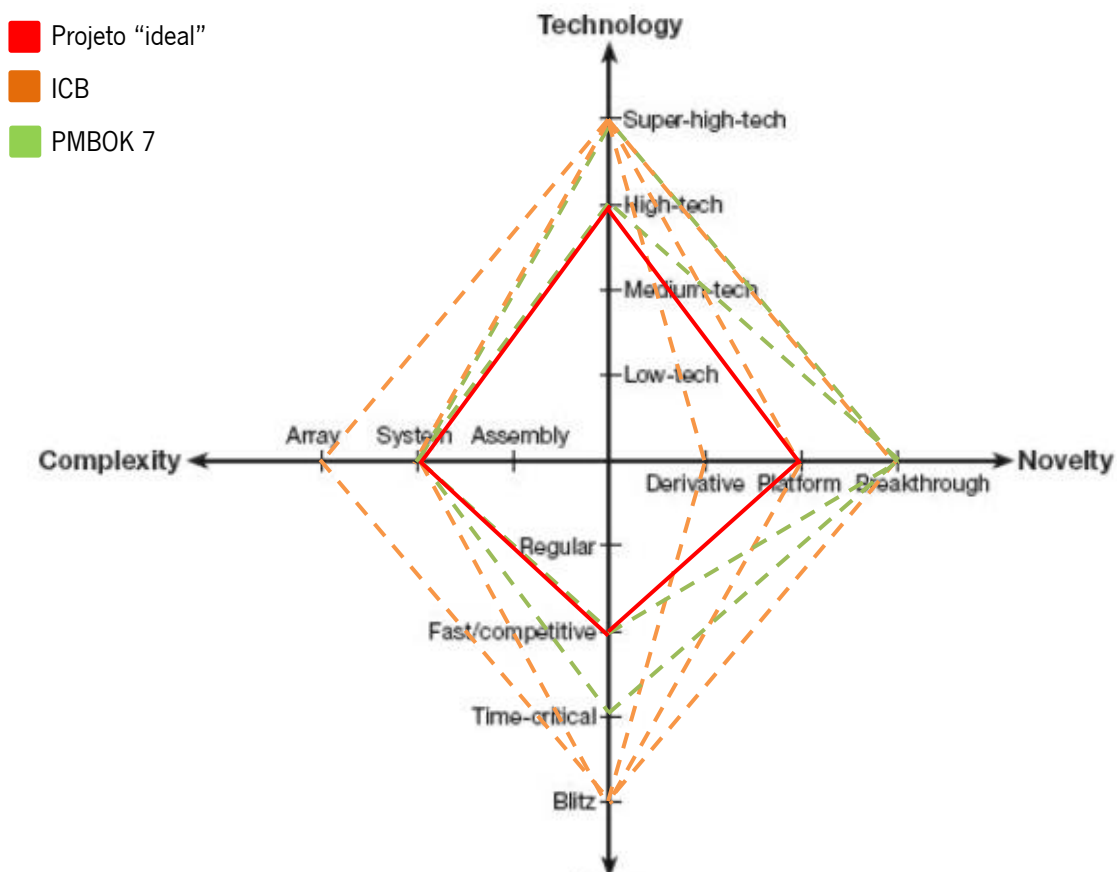 Technology
Projeto “ideal”
ICB
PMBOK 7
Super-high-tech
High-tech
Medium-tech
Low-tech
Array
System
Assembly
Complexity
Novelty
Derivative
Platform
Breakthrough
Regular
Fast/competitive
Time-critical
Blitz